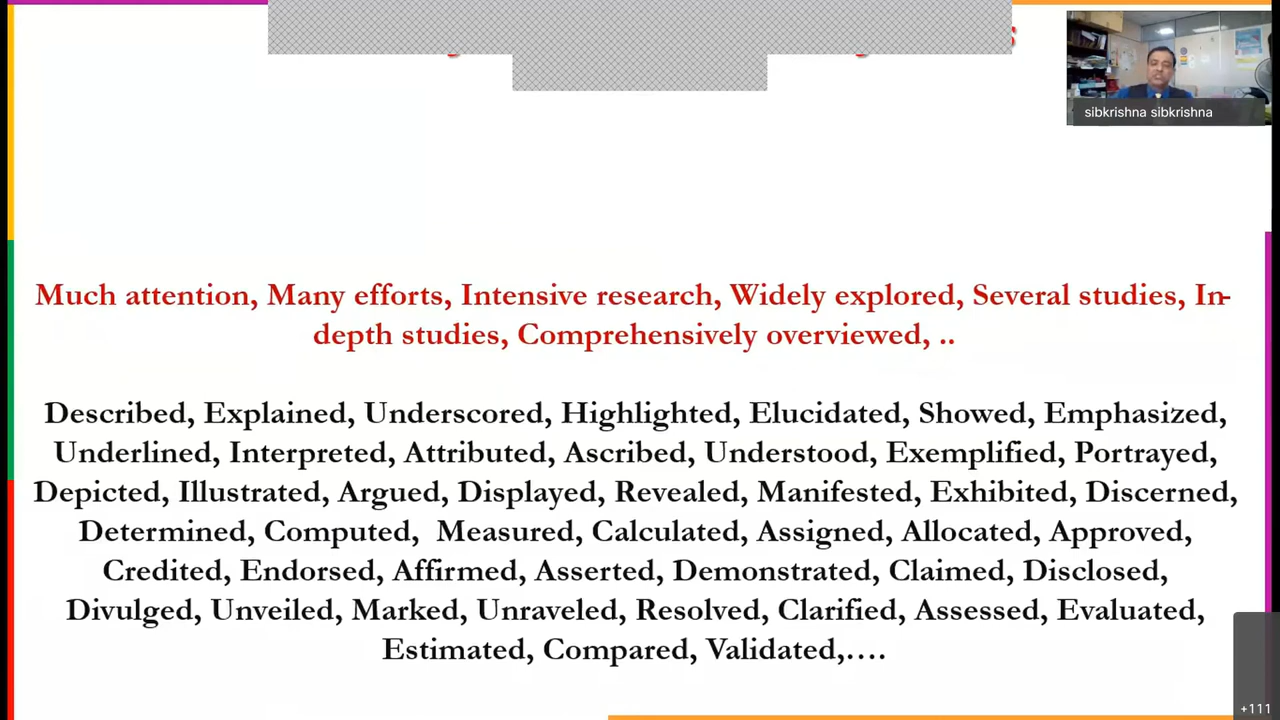 sibkrishna sibkrishna
Much attention, Many efforts, Intensive research, Widely explored, Several studies, In-
depth studies, Comprehensively overviewed, ..
Described, Explained, Underscored, Highlighted, Elucidated, Showed, Emphasized,
Underlined, Interpreted, Attributed, Ascribed, Understood, Exemplified, Portrayed,
Depicted, Illustrated, Argued, Displayed, Revealed, Manifested, Exhibited, Discerned,
Determined, Computed, Measured, Calculated, Assigned, Allocated, Approved,
Credited, Endorsed, Affirmed, Asserted, Demonstrated, Claimed, Disclosed,
Divulged, Unveiled, Marked, Unraveled, Resolved, Clarified, Assessed, Evaluated,
Estimated, Compared, Validated,....
+111